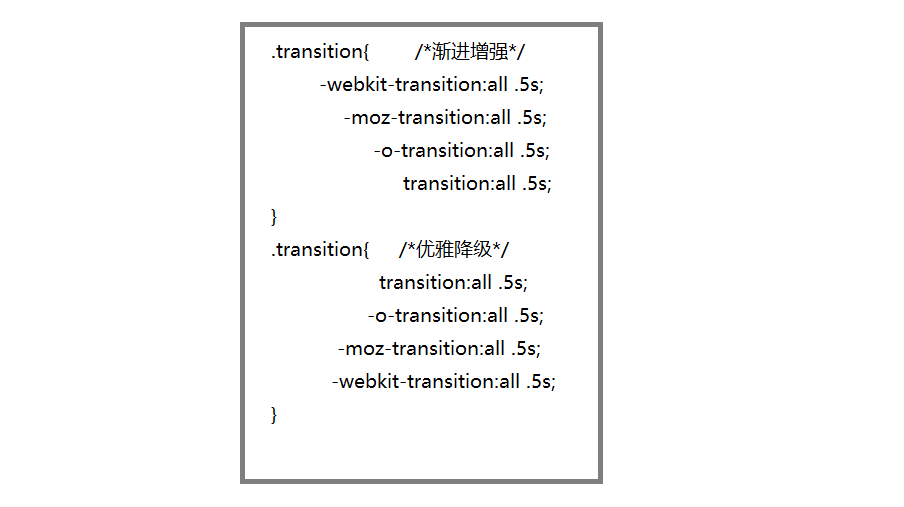 .transition{ /*渐进增强*/
-webkit-transition:all .5s;
-moz-transition:all .5s;
-o-transition:all .5s;
transition:all .5s;
}
.transition{ /*优雅降级*/
transition:all .5s;
-o-transition:all .5s;
-moz-transition:all .5s;
-webkit-transition:all .5s;
}